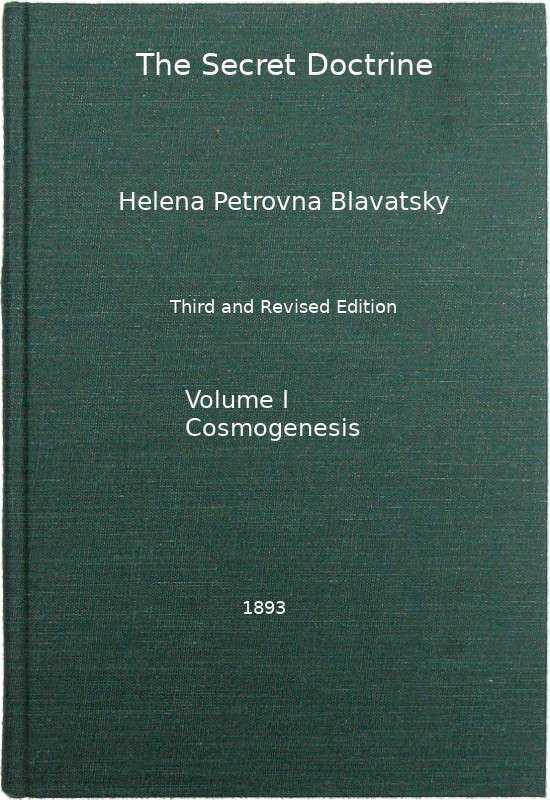 The Secret Doctrine
Helena Petrovna Blavatsky
Third and Revised Edition
Volume I
Cosmogenesis
1893